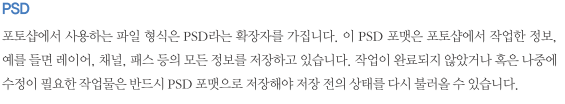 PSD
포토샵에서 사용하는 파일 형식은 PSD라는 확장자를 가집니다. 이 PSD 포맷은 포토샵에서 작업한 정보,
예를 들면 레이어, 채널, 패스 등의 모든 정보를 저장하고 있습니다. 작업이 완료되지 않았거나 혹은 나중에
수정이 필요한 작업물은 반드시 PSD 포맷으로 저장해야 저장 전의 상태를 다시 불러올 수 있습니다.